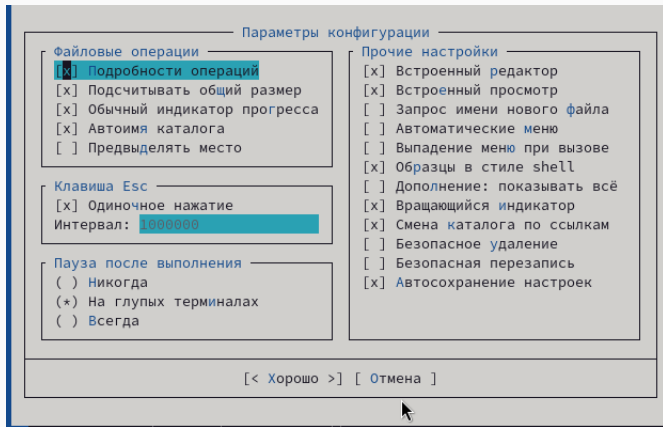 Параметры конфигурации
Файловые операции
[x] Подробности операций
[x] Подсчитывать общий размер
[x] Обычный индикатор прогресса
[x] Автоимя каталога
[ ] Предвыделять место
Клавиша Esc
[x] Одиночное нажатие
Интервал: 1000000
Пауза после выполнения
( ) Никогда
(*) На глупых терминалах
( ) Всегда
Прочие настройки
[x] Встроенный редактор
[x] Встроенный просмотр
[ ] Запрос имени нового файла
[ ] Автоматические меню
[ ] Выпадение меню при вызове
[x] Образцы в стиле shell
[ ] Дополнение: показывать всё
[x] Вращающийся индикатор
[x] Смена каталога по ссылкам
[ ] Безопасное удаление
[ ] Безопасная перезапись
[x] Автосохранение настроек
[< Хорошо >] [ Отмена ]